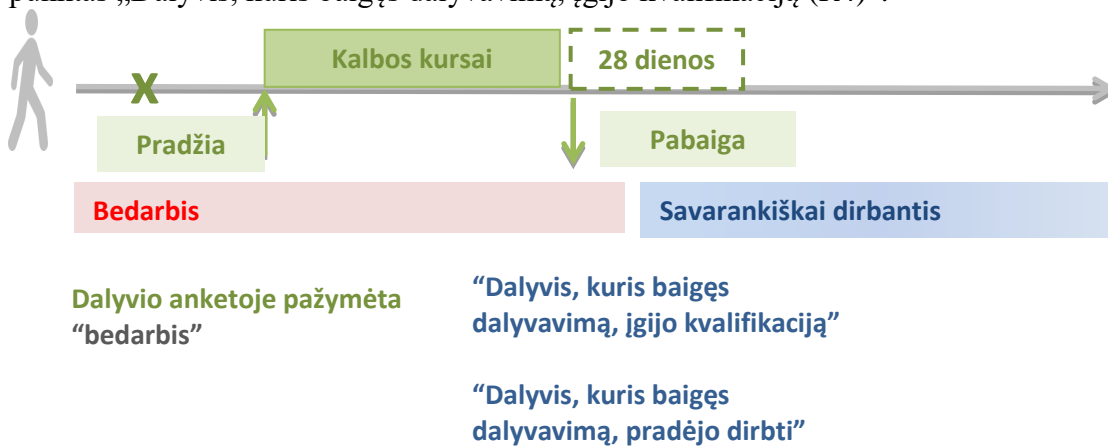 Kalbos kursai
28 dienos
X
Pradžia
Pabaiga
Bedarbis
Savarankiškai dirbantis
Dalyvio anketoje pažymėta
“bedarbis”
“Dalyvis, kuris baigęs
dalyvavimą, įgijo kvalifikaciją”
“Dalyvis, kuris baigęs
dalyvavimą, pradėjo dirbti”